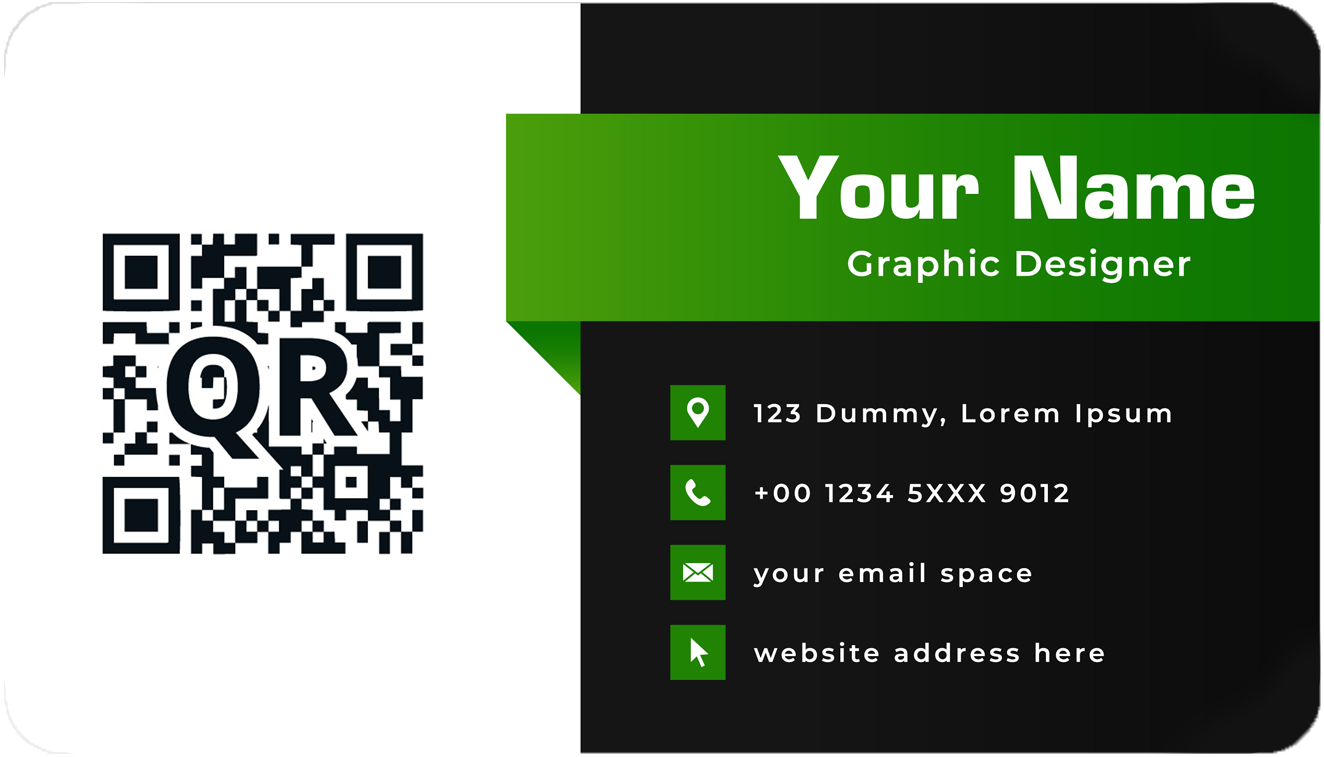 QR
Your Name
Graphic Designer
123 Dummy, Lorem Ipsum
+00 1234 5XXX 9012
your email space
website address here